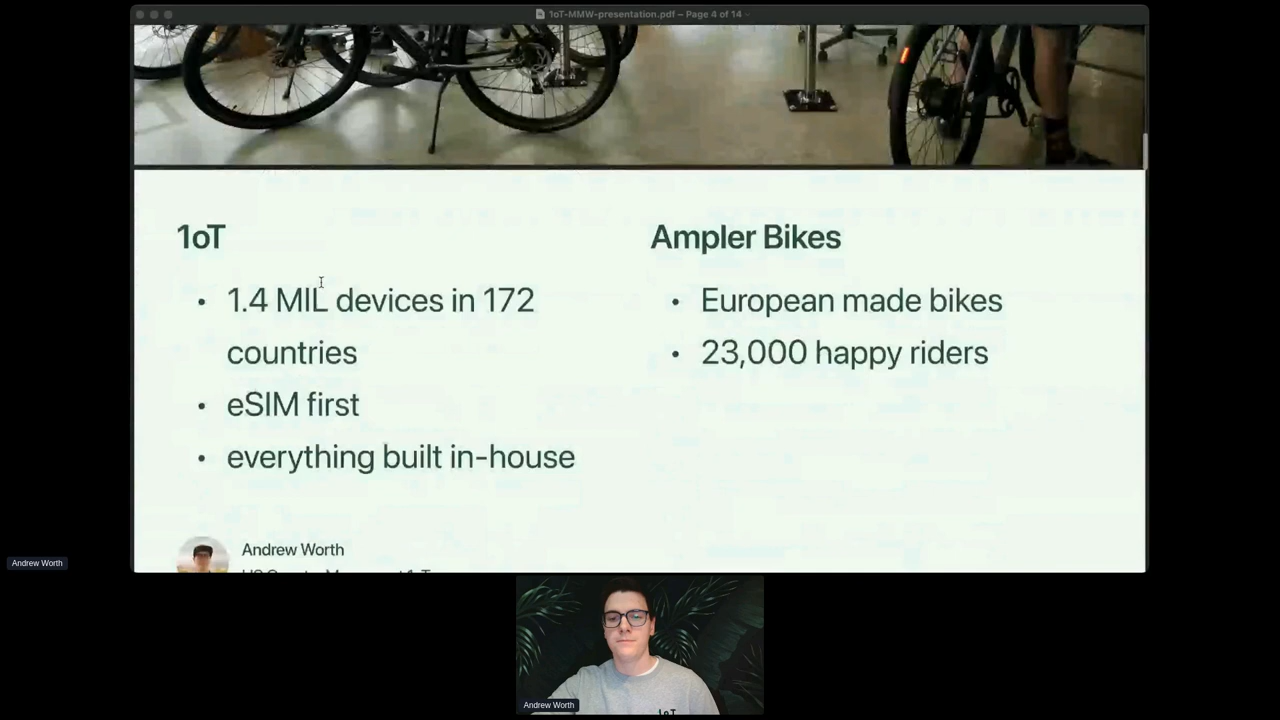 1oT-MMW-presentation.pdf – Page 4 of 14
1oT
• 1.4 MIL devices in 172
countries
• eSIM first
• everything built in-house
Ampler Bikes
• European made bikes
• 23,000 happy riders
Andrew Worth
Andrew Worth
Andrew Worth
1oT